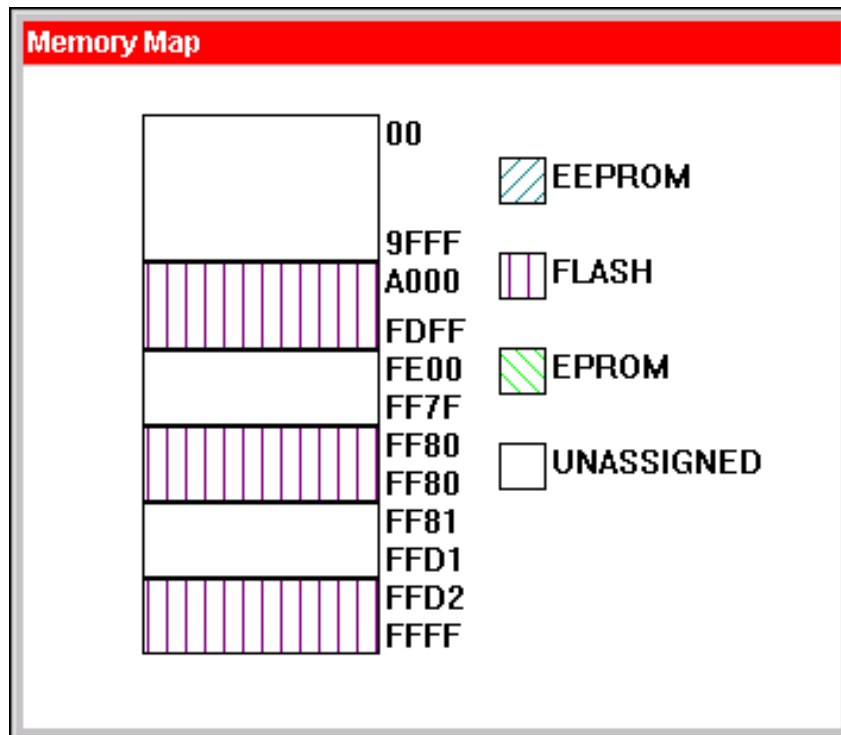 Memory Map
00
9FFF
A000
FDFF
FE00
FF7F
FF80
FF80
FF81
FFD1
FFD2
FFFF
EEPROM
FLASH
EPROM
UNASSIGNED